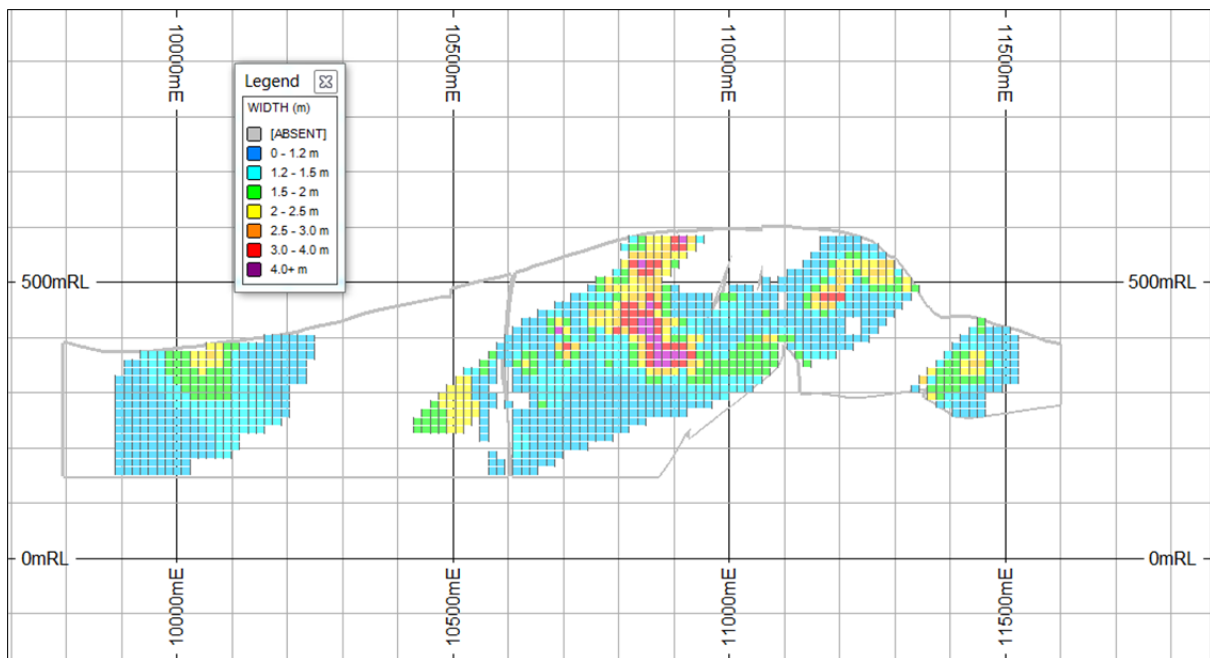 10000mE
10500mE
11000mE
11500mE
Legend
WIDTH (m)
[ABSENT]
0 - 1.2 m
1.2 - 1.5 m
1.5 - 2 m
2 - 2.5 m
2.5 - 3.0 m
3.0 - 4.0 m
4.0+ m
500mRL
500mRL
0mRL
0mRL
10000mE
10500mE
11000mE
11500mE